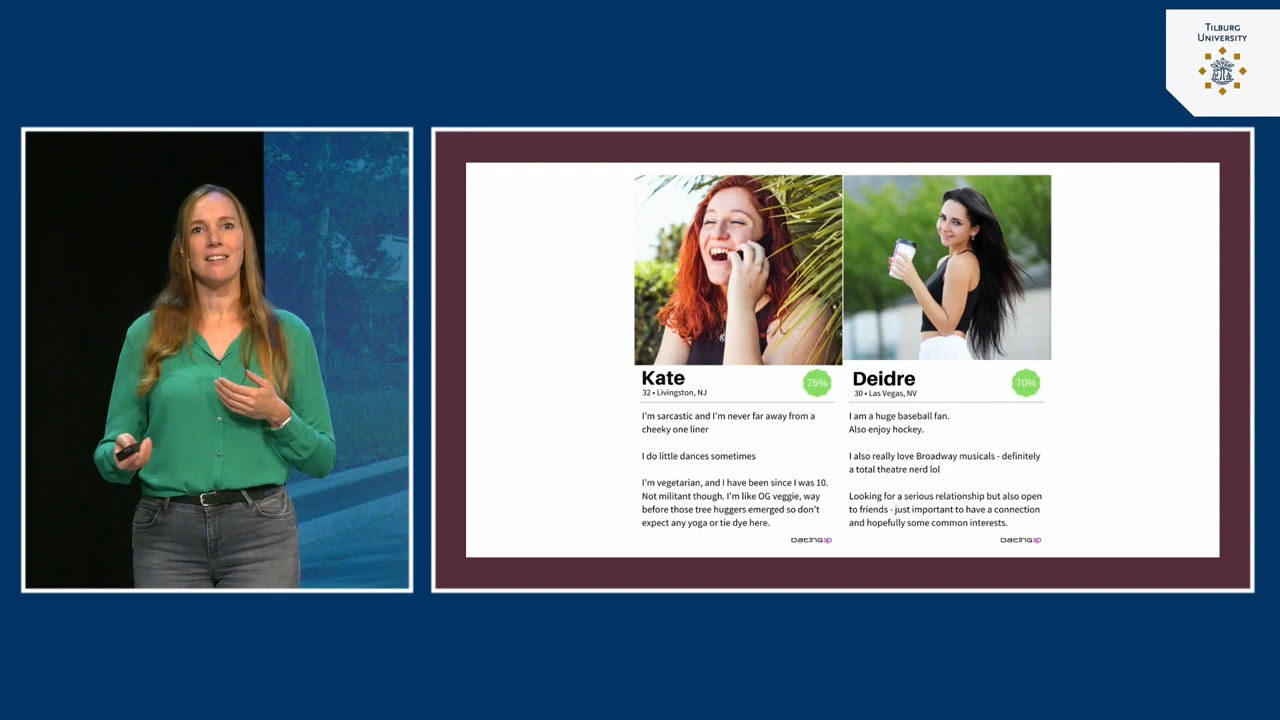 TILBURG
UNIVERSITY
Kate
32 • Livingston, NJ
75%
I'm sarcastic and I'm never far away from a
cheeky one liner
I do little dances sometimes
I'm vegetarian, and I have been since I was 10.
Not militant though. I'm like OG veggie, way
before those tree huggers emerged so don't
expect any yoga or tie dye here.
DatingXP
Deidre
30 • Las Vegas, NV
70%
I am a huge baseball fan.
Also enjoy hockey.
I also really love Broadway musicals - definitely
a total theatre nerd lol
Looking for a serious relationship but also open
to friends - just important to have a connection
and hopefully some common interests.
DatingXP